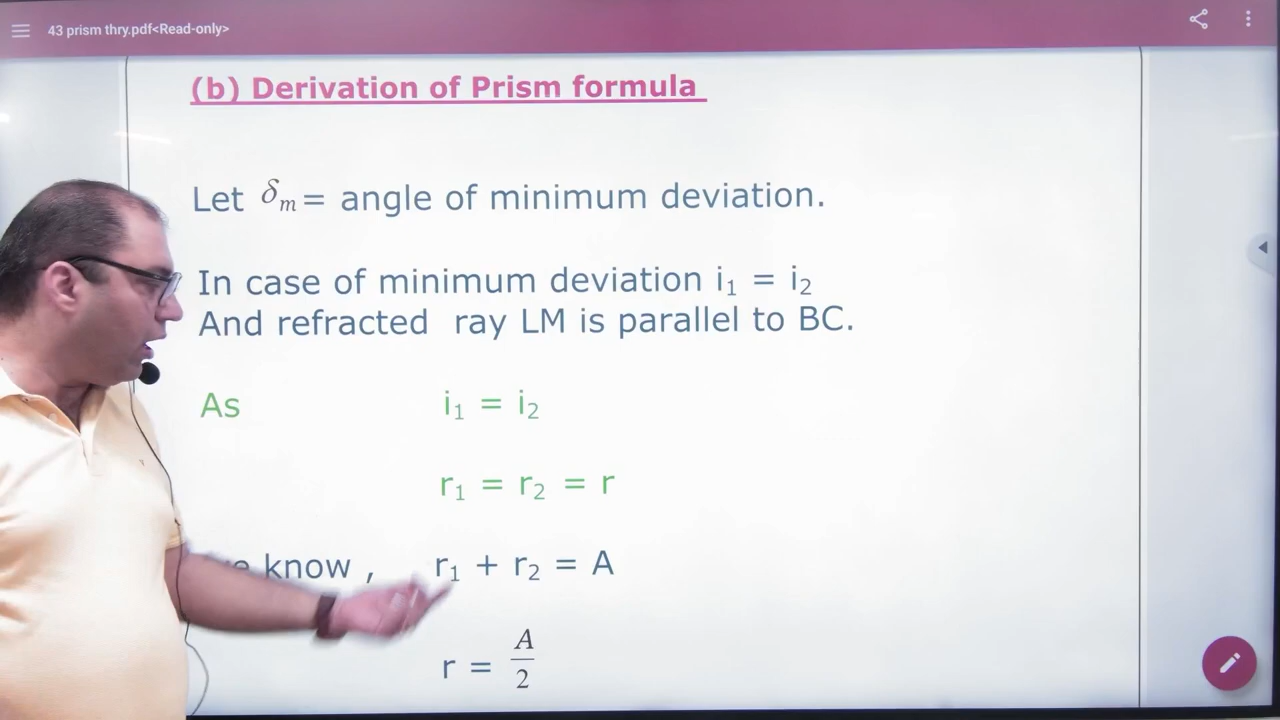 43 prism thry.pdf<Read-only>
(b) Derivation of Prism formula
Let δₘ= angle of minimum deviation.
In case of minimum deviation i₁ = i₂
And refracted ray LM is parallel to BC.
As i₁ = i₂
r₁ = r₂ = r
know , r₁ + r₂ = A
r = A/2